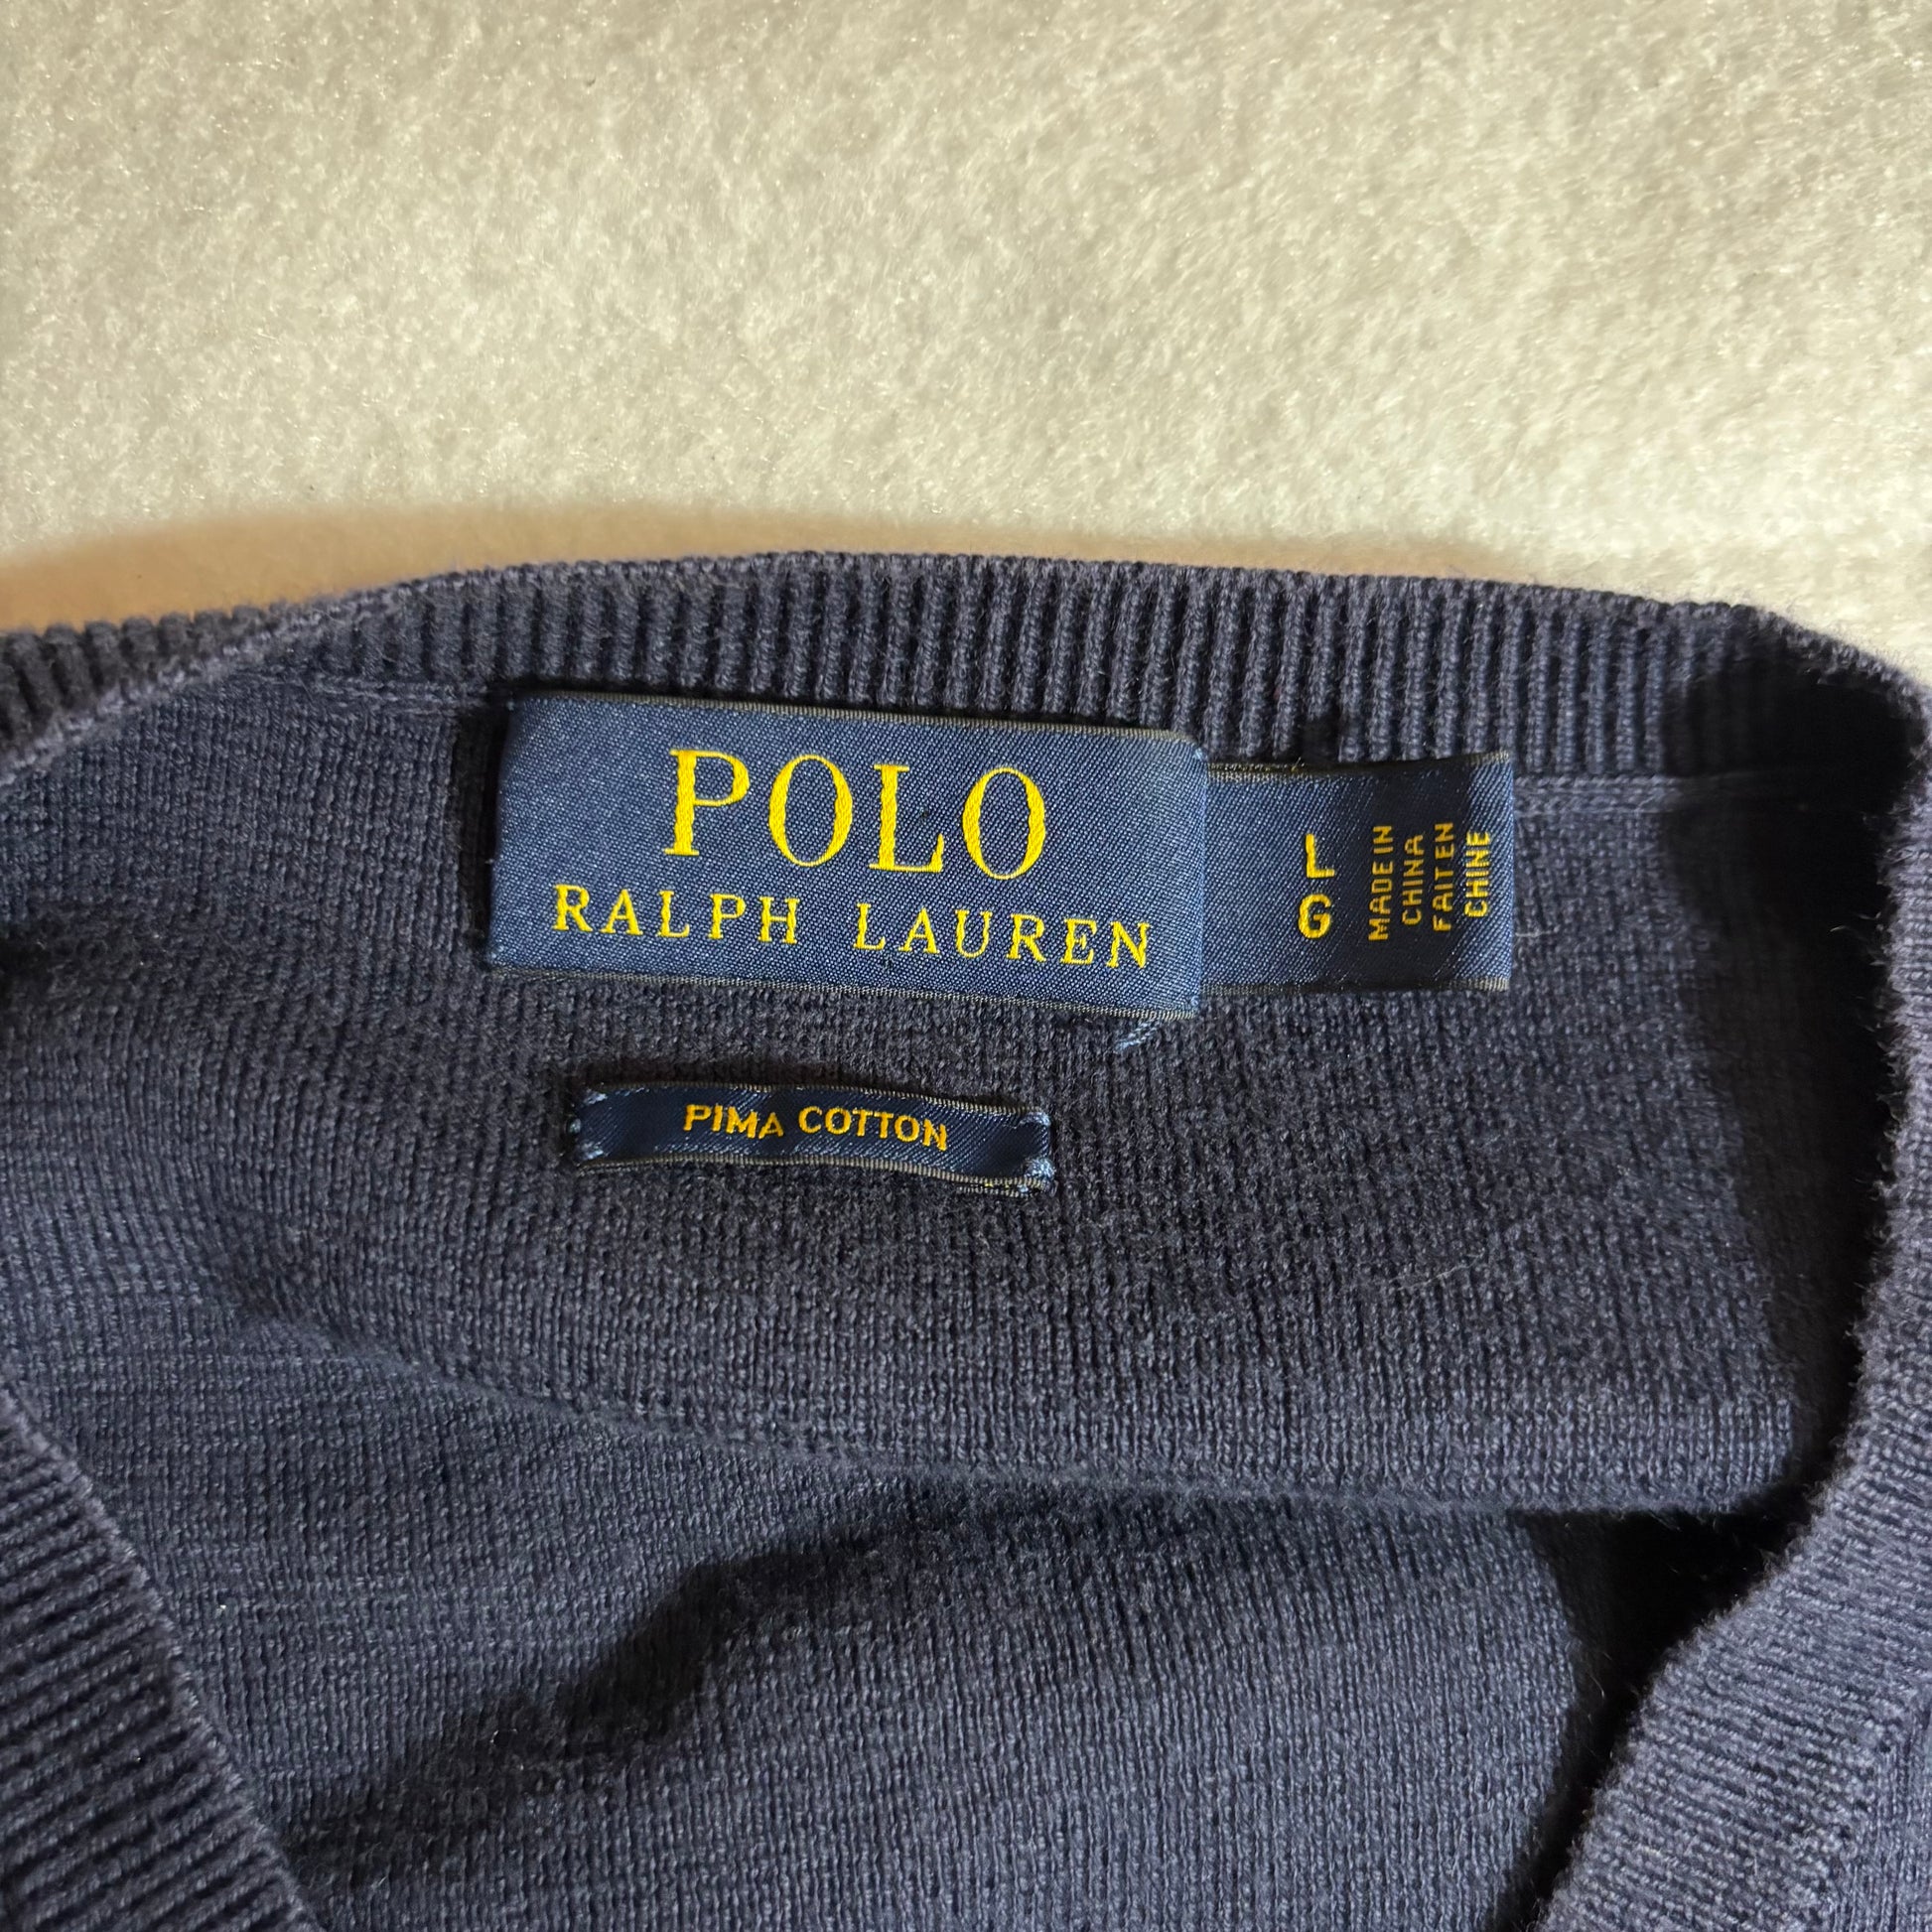 POLO
RALPH LAUREN
L
G
MADE IN
CHINA
FAIT EN
CHINE
PIMA COTTON